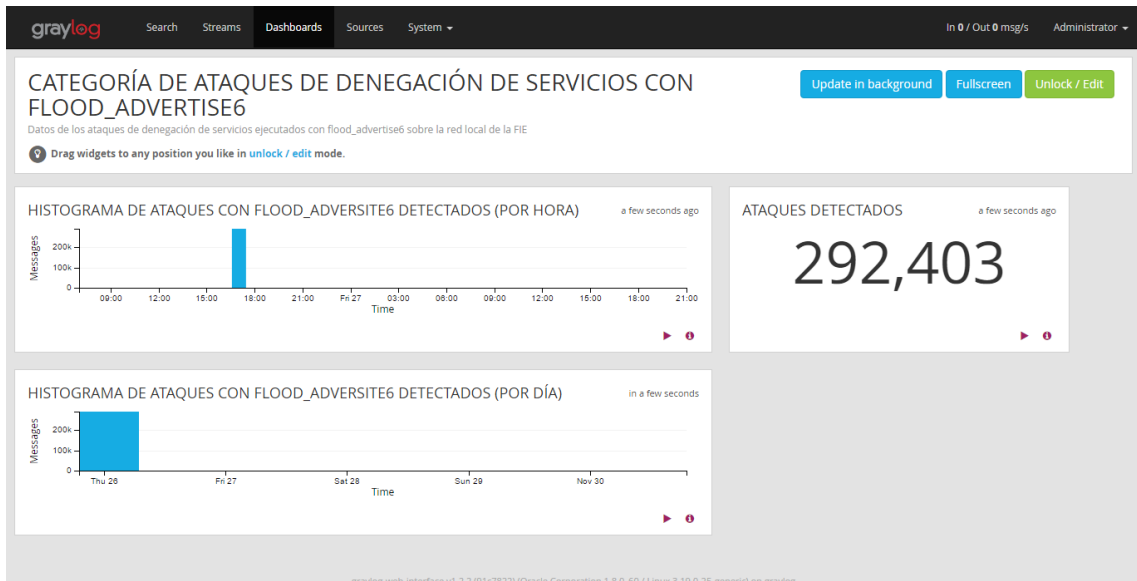 graylog Search Streams Dashboards Sources System In 0 / Out 0 msg/s Administrator
CATEGORÍA DE ATAQUES DE DENEGACIÓN DE SERVICIOS CON
FLOOD_ADVERTISE6
Update in background Fullscreen Unlock / Edit
Datos de los ataques de denegación de servicios ejecutados con flood_advertise6 sobre la red local de la FIE
Drag widgets to any position you like in unlock / edit mode.
HISTOGRAMA DE ATAQUES CON FLOOD_ADVERSITE6 DETECTADOS (POR HORA) a few seconds ago
Messages
200k
100k
0
09:00 12:00 15:00 18:00 21:00 Fri 27 03:00 06:00 09:00 12:00 15:00 18:00 21:00
Time
ATAQUES DETECTADOS a few seconds ago
292,403
HISTOGRAMA DE ATAQUES CON FLOOD_ADVERSITE6 DETECTADOS (POR DÍA) in a few seconds
Messages
200k
100k
0
Thu 26 Fri 27 Sat 28 Sun 29 Nov 30
Time